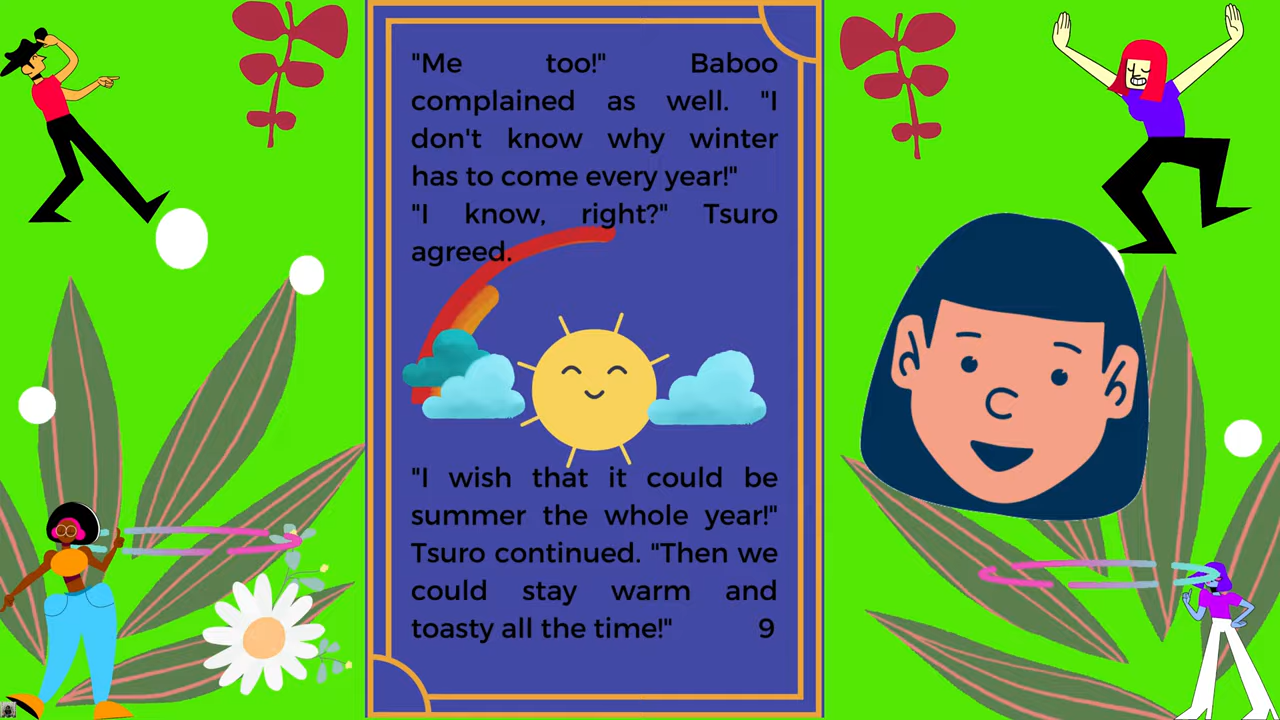 "Me too!" Baboo
complained as well. "I
don't know why winter
has to come every year!"
"I know, right?" Tsuro
agreed.
"I wish that it could be
summer the whole year!"
Tsuro continued. "Then we
could stay warm and
toasty all the time!" 9